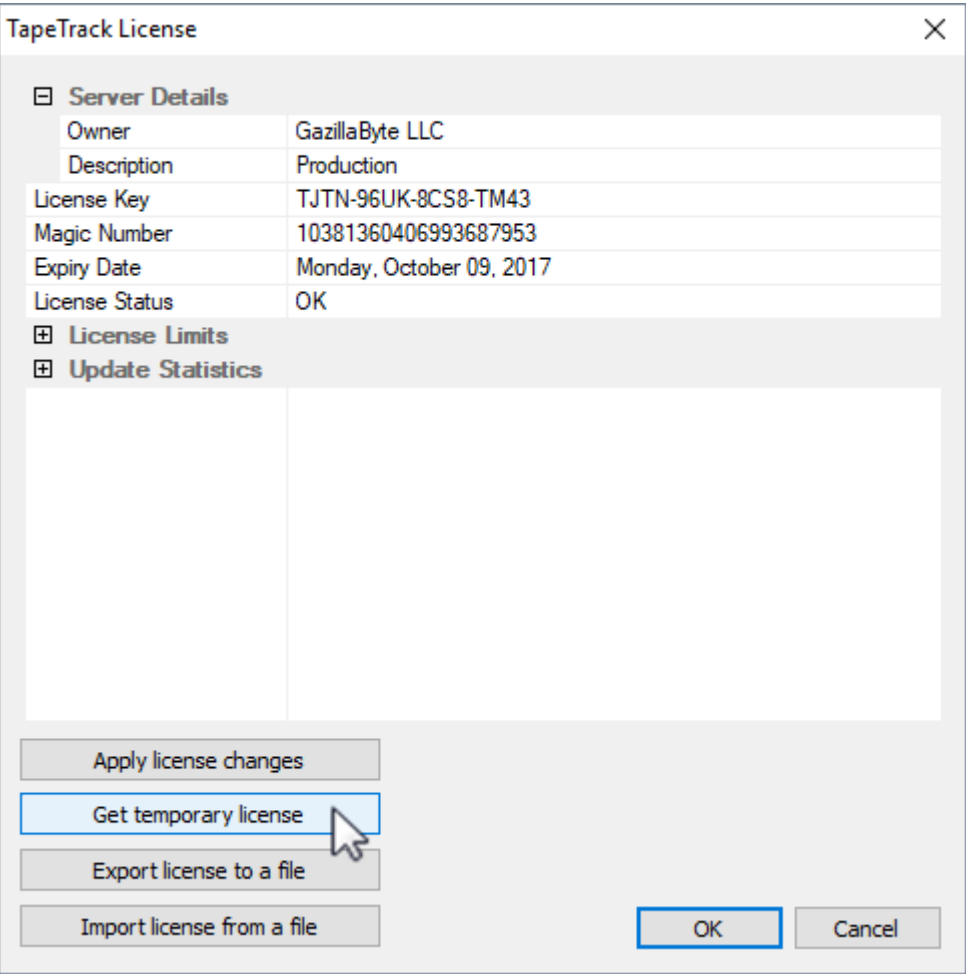 TapeTrack License
Server Details
Owner GazillaByte LLC
Description Production
License Key TJTN-96UK-8CS8-TM43
Magic Number 10381360406993687953
Expiry Date Monday, October 09, 2017
License Status OK
License Limits
Update Statistics
Apply license changes
Get temporary license
Export license to a file
Import license from a file
OK Cancel